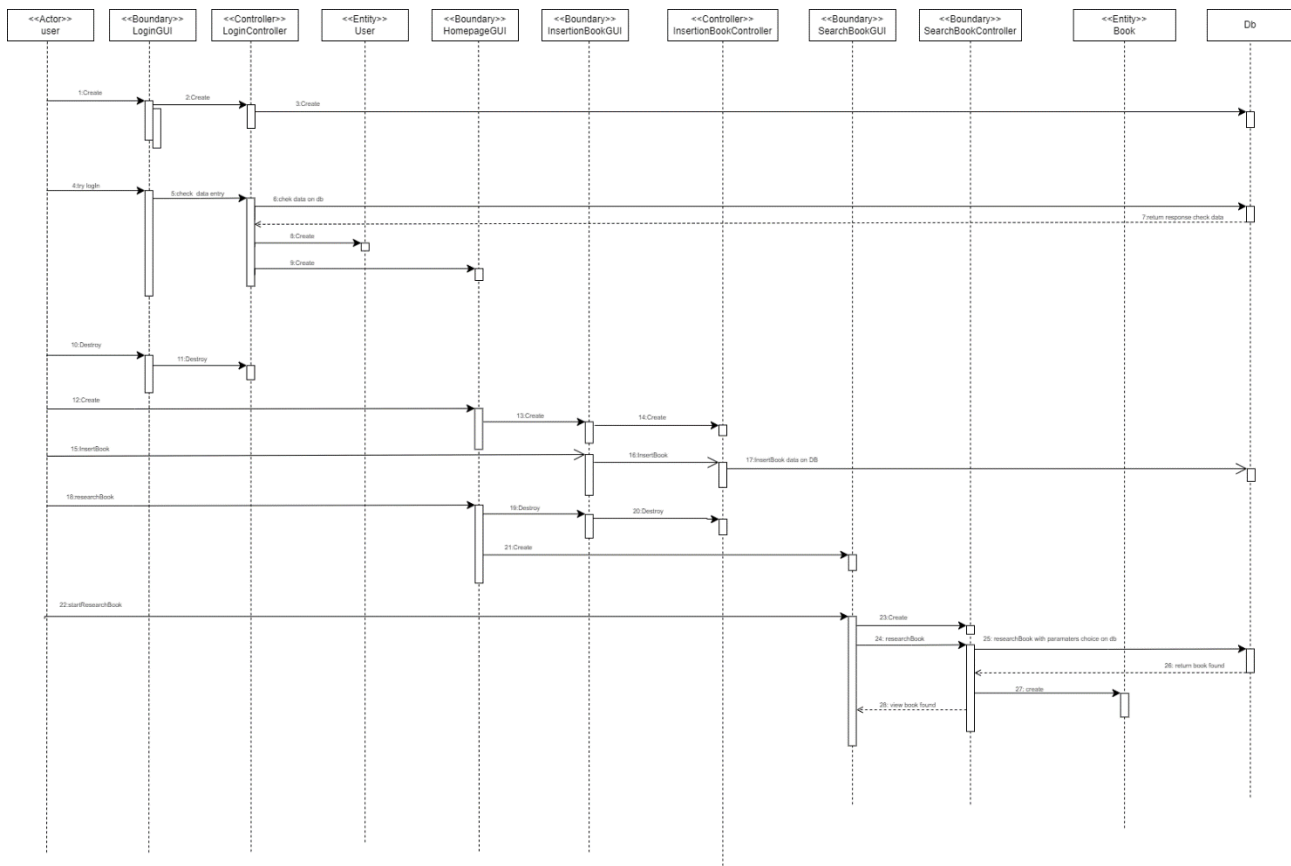 <<Actor>>
user
<<Boundary>>
LoginGUI
<<Controller>>
LoginController
<<Entity>>
User
<<Boundary>>
HomepageGUI
<<Boundary>>
InsertionBookGUI
<<Controller>>
InsertionBookController
<<Boundary>>
SearchBookGUI
<<Boundary>>
SearchBookController
<<Entity>>
Book
Db
1:Create
2:Create
3:Create
4:try logIn
5:check data entry
6:chek data on db
7:return response check data
8:Create
9:Create
10:Destroy
11:Destroy
12:Create
13:Create
14:Create
15:InsertBook
16:InsertBook
17:InsertBook data on DB
18:researchBook
19:Destroy
20:Destroy
21:Create
22:startResearchBook
23:Create
24: researchBook
25: researchBook with paramaters choice on db
26: return book found
27: create
28: view book found